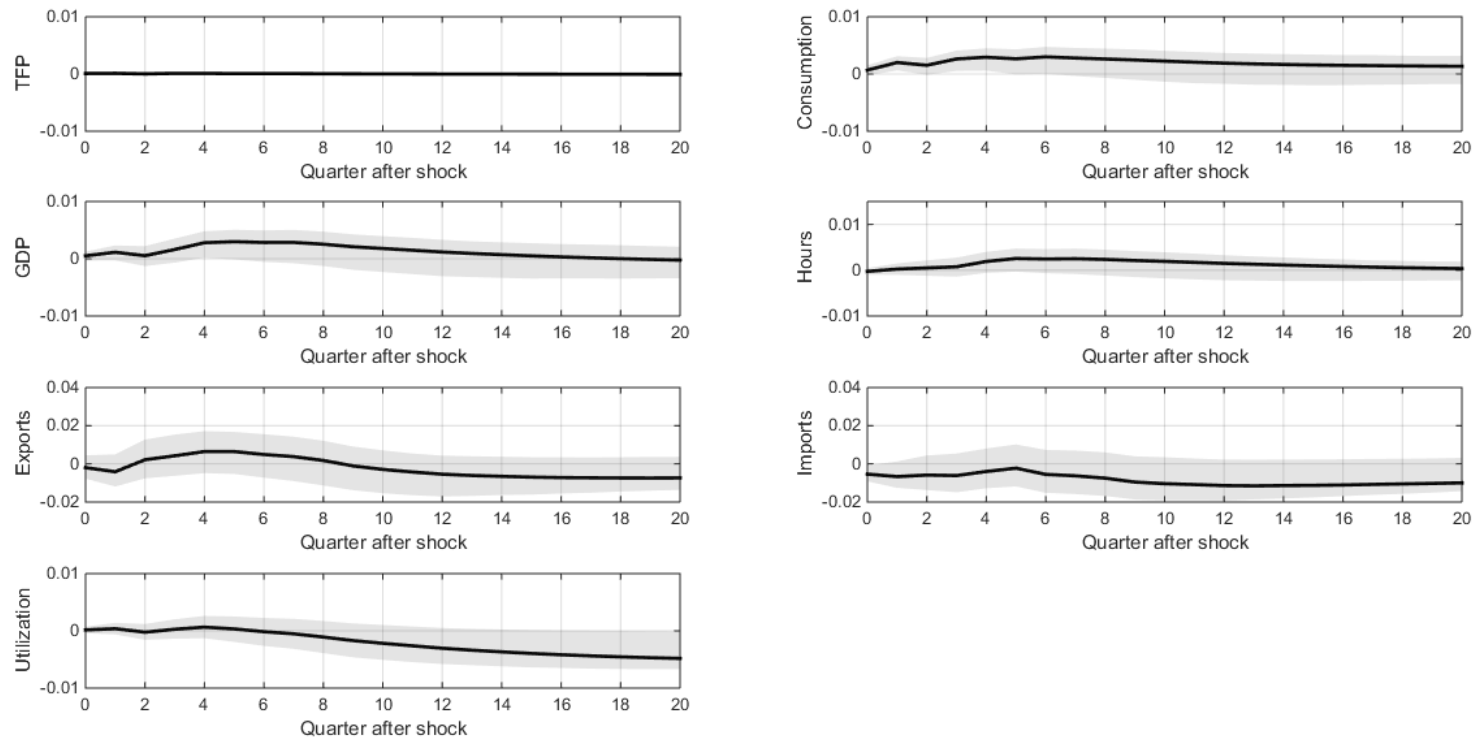 TFP
0.01
0
-0.01
0 2 4 6 8 10 12 14 16 18 20
Quarter after shock
Consumption
0.01
0
-0.01
0 2 4 6 8 10 12 14 16 18 20
Quarter after shock
GDP
0.01
0
-0.01
0 2 4 6 8 10 12 14 16 18 20
Quarter after shock
Hours
0.01
0
-0.01
0 2 4 6 8 10 12 14 16 18 20
Quarter after shock
Exports
0.04
0.02
0
-0.02
0 2 4 6 8 10 12 14 16 18 20
Quarter after shock
Imports
0.04
0.02
0
-0.02
0 2 4 6 8 10 12 14 16 18 20
Quarter after shock
Utilization
0.01
0
-0.01
0 2 4 6 8 10 12 14 16 18 20
Quarter after shock